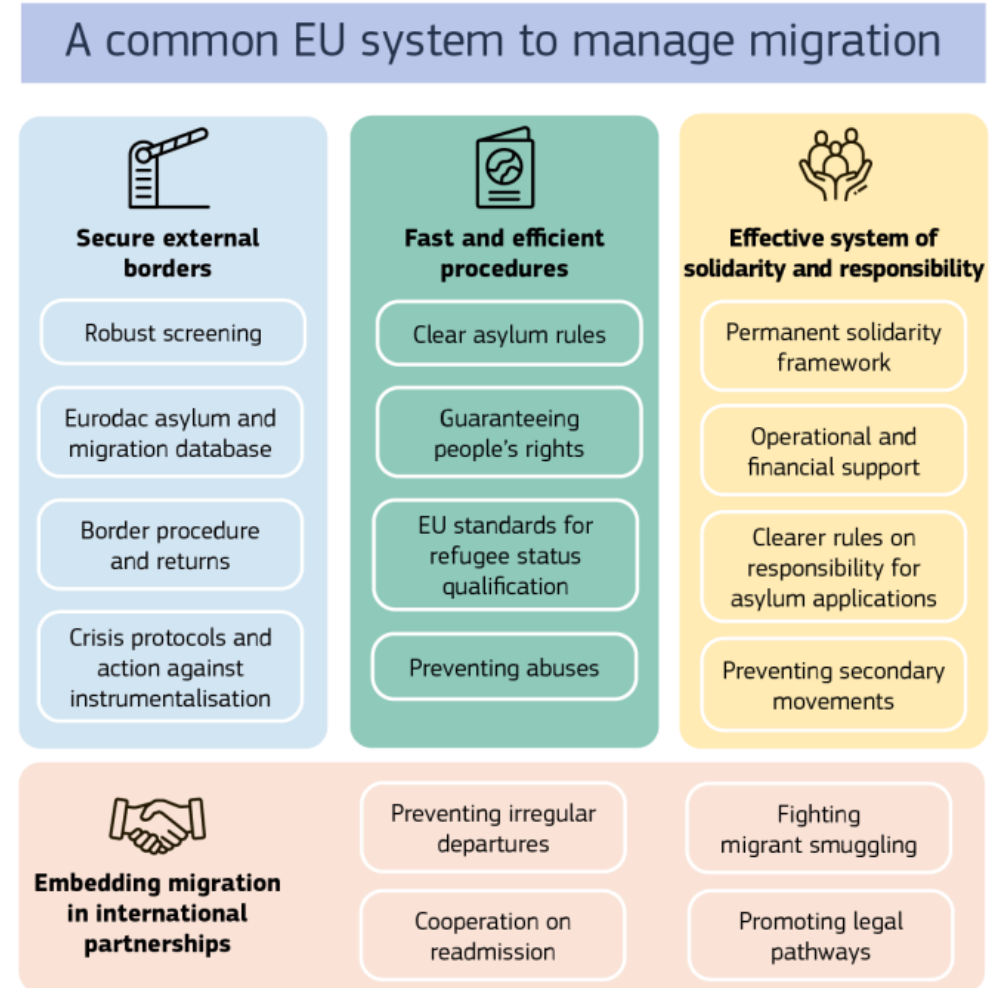 A common EU system to manage migration
Secure external
borders
Robust screening
Eurodac asylum and
migration database
Border procedure
and returns
Crisis protocols and
action against
instrumentalisation
Fast and efficient
procedures
Clear asylum rules
Guaranteeing
people’s rights
EU standards for
refugee status
qualification
Preventing abuses
Effective system of
solidarity and responsibility
Permanent solidarity
framework
Operational and
financial support
Clearer rules on
responsibility for
asylum applications
Preventing secondary
movements
Embedding migration
in international
partnerships
Preventing irregular
departures
Fighting
migrant smuggling
Cooperation on
readmission
Promoting legal
pathways